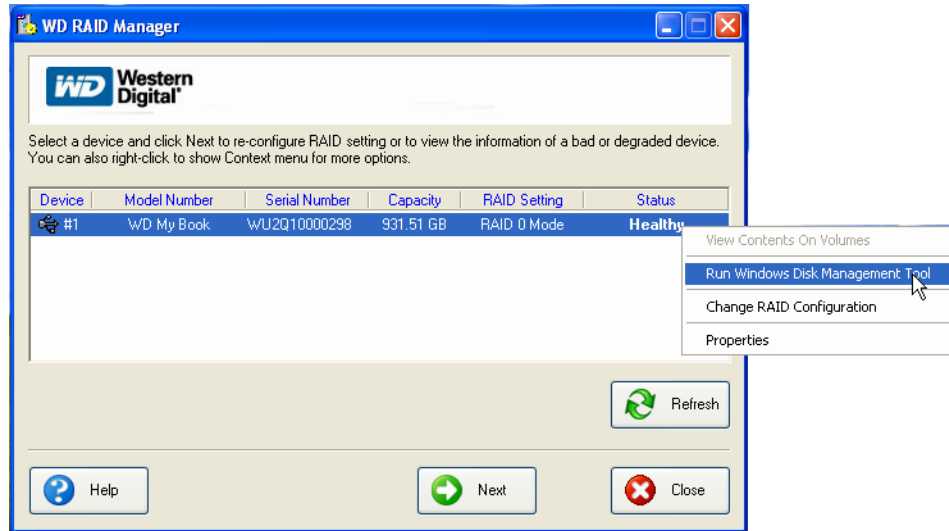 WD RAID Manager
WD Western
Digital®
Select a device and click Next to re-configure RAID setting or to view the information of a bad or degraded device.
You can also right-click to show Context menu for more options.
Device Model Number Serial Number Capacity RAID Setting Status
#1 WD My Book WU2Q10000298 931.51 GB RAID 0 Mode Healthy
View Contents On Volumes
Run Windows Disk Management Tool
Change RAID Configuration
Properties
Refresh
Help Next Close